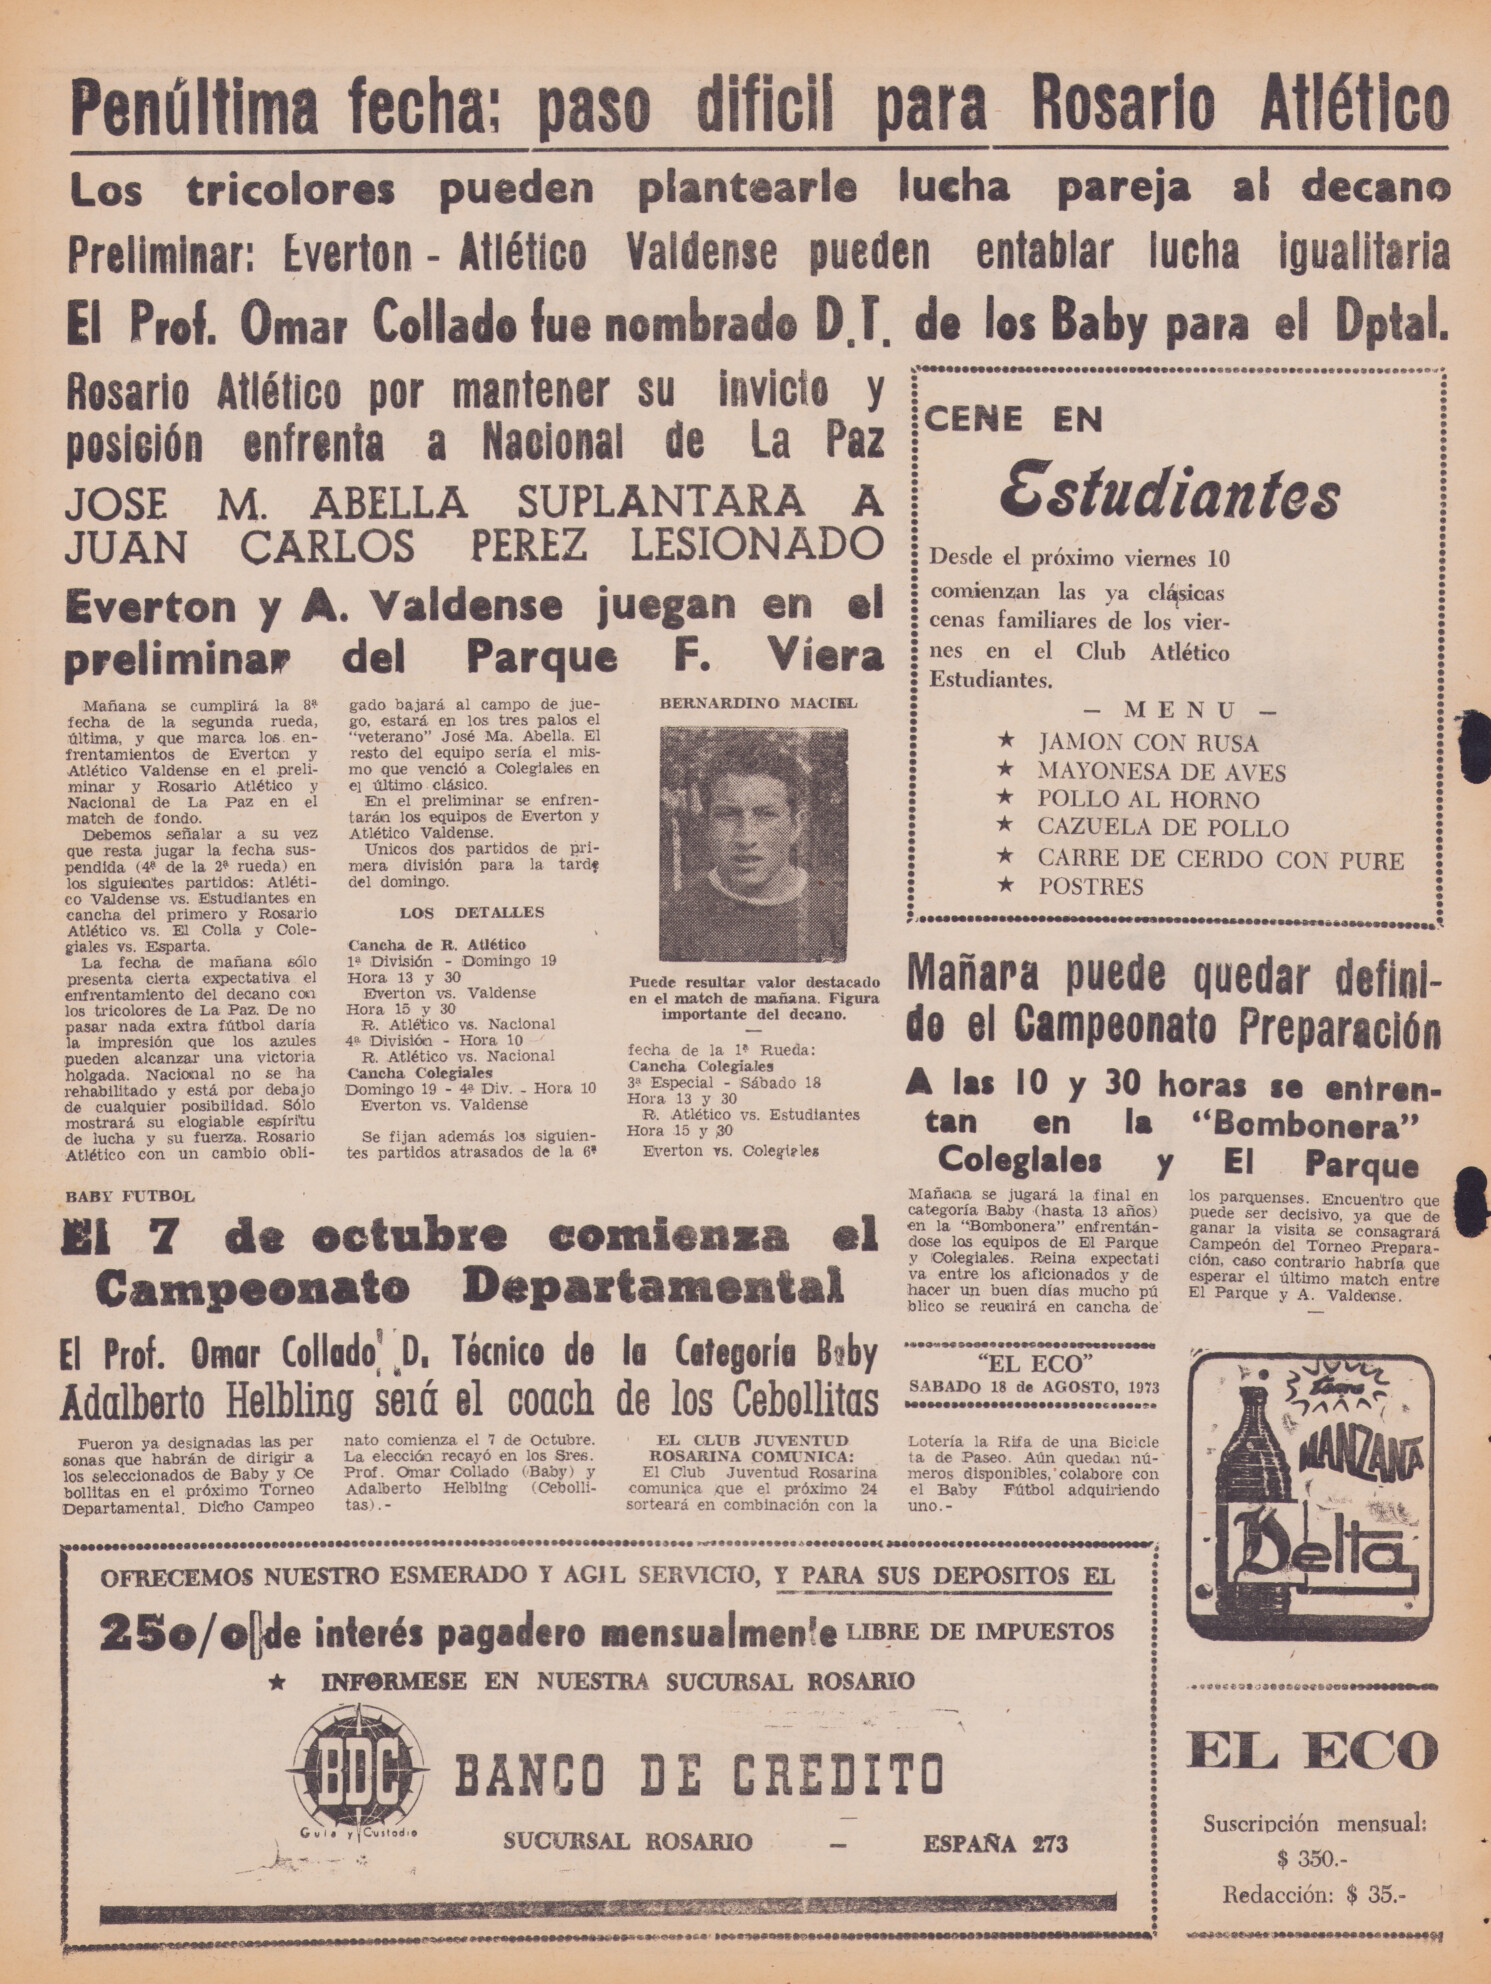 Penúltima fecha; paso dificil para Rosario Atlético
Los tricolores pueden plantearle lucha pareja al decano
Preliminar: Everton - Atlético Valdense pueden entablar lucha igualitaria
El Prof. Omar Collado fue nombrado D.T. de los Baby para el Dptal.
Rosario Atlético por mantener su invicto y
posición enfrenta a Nacional de La Paz
JOSE M. ABELLA SUPLANTARA A
JUAN CARLOS PEREZ LESIONADO
Everton y A. Valdense juegan en el
preliminar del Parque F. Viera
Mañana se cumplirá la 8ª
fecha de la segunda rueda,
última, y que marca los en-
frentamientos de Everton y
Atlético Valdense en el preli-
minar y Rosario Atlético y
Nacional de La Paz en el
match de fondo.
Debemos señalar a su vez
que resta jugar la fecha sus-
pendida (4ª de la 2ª rueda) en
los siguientes partidos: Atléti-
co Valdense vs. Estudiantes en
cancha del primero y Rosario
Atlético vs. El Colla y Cole-
giales vs. Esparta.
La fecha de mañana sólo
presenta cierta expectativa el
enfrentamiento del decano con
los tricolores de La Paz. De no
pasar nada extra fútbol daría
la impresión que los azules
pueden alcanzar una victoria
holgada. Nacional no se ha
rehabilitado y está por debajo
de cualquier posibilidad. Sólo
mostrará su elogiable espíritu
de lucha y su fuerza. Rosario
Atlético con un cambio obli-
gado bajará al campo de jue-
go, estará en los tres palos el
"veterano" José Ma. Abella. El
resto del equipo sería el mis-
mo que venció a Colegiales en
el último clásico.
En el preliminar se enfren-
tarán los equipos de Everton y
Atlético Valdense.
Unicos dos partidos de pri-
mera división para la tarde
del domingo.
LOS DETALLES
Cancha de R. Atlético
1ª División - Domingo 19
Hora 13 y 30
Everton vs. Valdense
Hora 15 y 30
R. Atlético vs. Nacional
4ª División - Hora 10
R. Atlético vs. Nacional
Cancha Colegiales
Domingo 19 - 4ª Div. - Hora 10
Everton vs. Valdense
Se fijan además los siguien-
tes partidos atrasados de la 6ª
BERNARDINO MACIEL
Puede resultar valor destacado
en el match de mañana. Figura
importante del decano.
fecha de la 1ª Rueda:
Cancha Colegiales
3ª Especial - Sábado 18
Hora 13 y 30
R. Atlético vs. Estudiantes
Hora 15 y 30
Everton vs. Colegiales
CENE EN
Estudiantes
Desde el próximo viernes 10
comienzan las ya clásicas
cenas familiares de los vier-
nes en el Club Atlético
Estudiantes.
- MENU -
★ JAMON CON RUSA
★ MAYONESA DE AVES
★ POLLO AL HORNO
★ CAZUELA DE POLLO
★ CARRE DE CERDO CON PURE
★ POSTRES
Mañana puede quedar defini-
do el Campeonato Preparación
A las 10 y 30 horas se entren-
tan en la "Bombonera"
Colegiales y El Parque
Mañana se jugará la final en
categoría Baby (hasta 13 años)
en la "Bombonera" enfrentán-
dose los equipos de El Parque
y Colegiales. Reina expectati
va entre los aficionados y de
hacer un buen días mucho pú
blico se reunirá en cancha de
los parquenses. Encuentro que
puede ser decisivo, ya que de
ganar la visita se consagrará
Campeón del Torneo Prepara-
ción, caso contrario habría que
esperar el último match entre
El Parque y A. Valdense.
BABY FUTBOL
El 7 de octubre comienza el
Campeonato Departamental
El Prof. Omar Collado D. Técnico de la Categoría Baby
Adalberto Helbling será el coach de los Cebollitas
Fueron ya designadas las per
sonas que habrán de dirigir a
los seleccionados de Baby y Ce
bollitas en el próximo Torneo
Departamental. Dicho Campeo
nato comienza el 7 de Octubre.
La elección recayó en los Sres.
Prof. Omar Collado (Baby) y
Adalberto Helbling (Ceboll­i-
tas).-
EL CLUB JUVENTUD
ROSARINA COMUNICA:
El Club Juventud Rosarina
comunica que el próximo 24
sorteará en combinación con la
"EL ECO"
SABADO 18 de AGOSTO, 1973
Lotería la Rifa de una Bicicle
ta de Paseo. Aún quedan nú-
meros disponibles, colabore con
el Baby Fútbol adquiriendo
uno.-
MANZANA
Delta
OFRECEMOS NUESTRO ESMERADO Y AGIL SERVICIO, Y PARA SUS DEPOSITOS EL
25o/o de interés pagadero mensualmente LIBRE DE IMPUESTOS
★ INFORMESE EN NUESTRA SUCURSAL ROSARIO
BDC
Guia y Custodio
BANCO DE CREDITO
SUCURSAL ROSARIO - ESPAÑA 273
EL ECO
Suscripción mensual:
$ 350.-
Redacción: $ 35.-